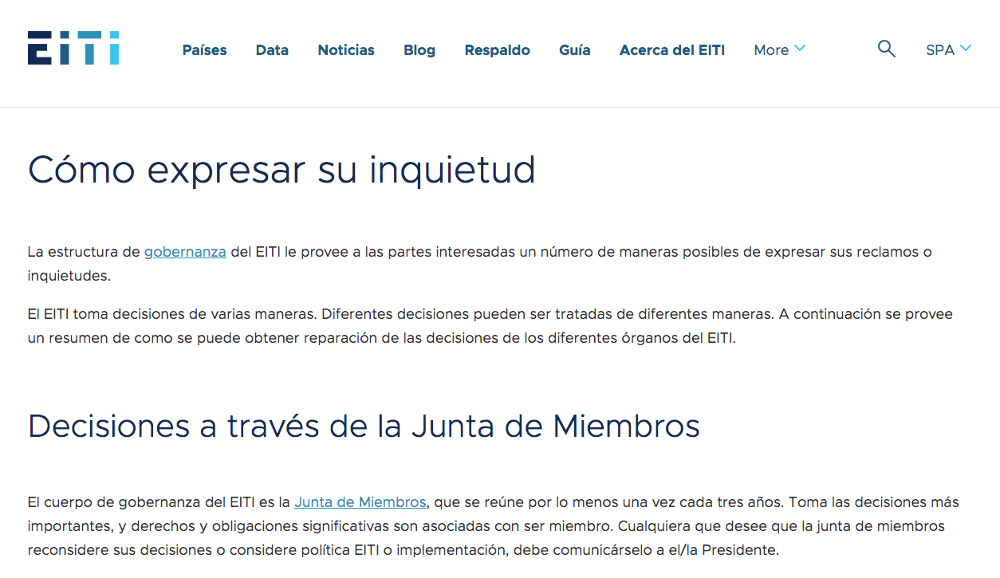 EITI
Países Data Noticias Blog Respaldo Guía Acerca del EITI More SPA
Cómo expresar su inquietud
La estructura de gobernanza del EITI le provee a las partes interesadas un número de maneras posibles de expresar sus reclamos o
inquietudes.
El EITI toma decisiones de varias maneras. Diferentes decisiones pueden ser tratadas de diferentes maneras. A continuación se provee
un resumen de como se puede obtener reparación de las decisiones de los diferentes órganos del EITI.
Decisiones a través de la Junta de Miembros
El cuerpo de gobernanza del EITI es la Junta de Miembros, que se reúne por lo menos una vez cada tres años. Toma las decisiones más
importantes, y derechos y obligaciones significativas son asociadas con ser miembro. Cualquiera que desee que la junta de miembros
reconsidere sus decisiones o considere política EITI o implementación, debe comunicárselo a el/la Presidente.